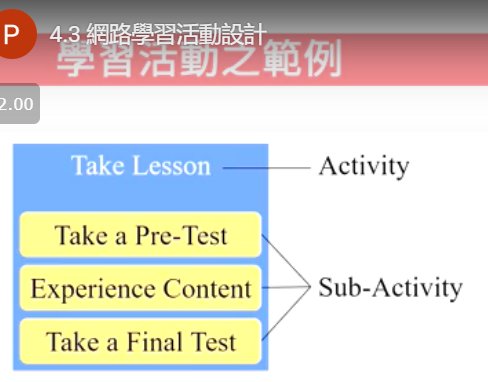 P
4.3 網路學習活動設計
學習活動之範例
2.00
Take Lesson
Activity
Take a Pre-Test
Experience Content
Sub-Activity
Take a Final Test